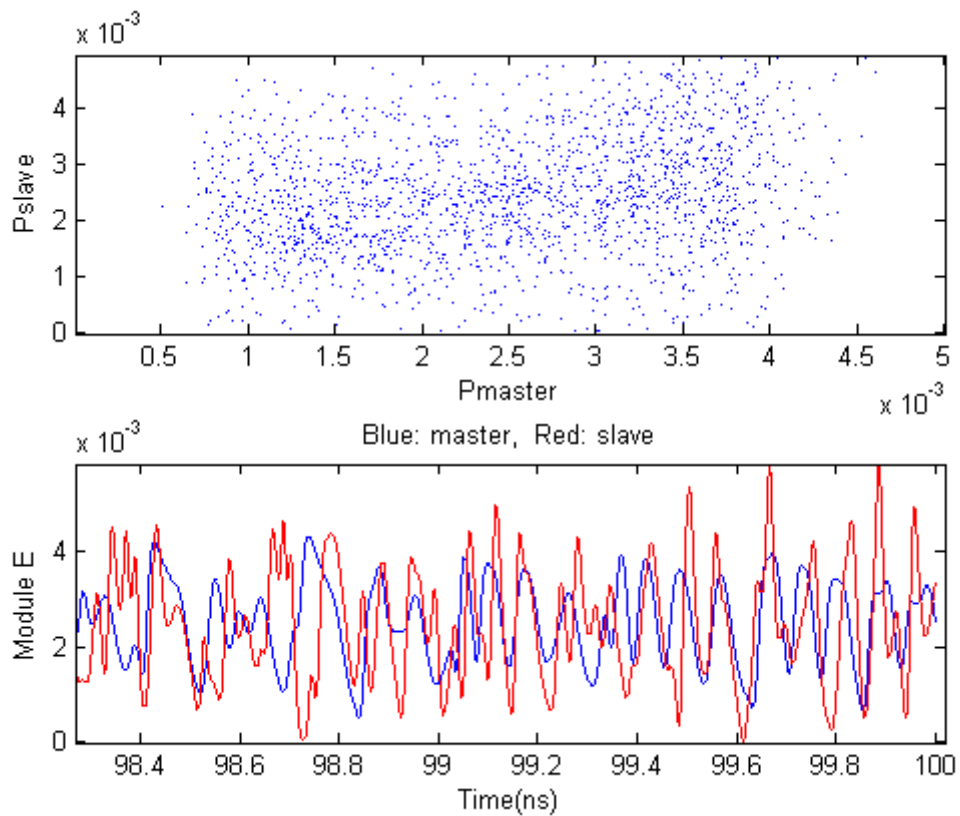 x 10-3
4
3
2
1
0
Pslave
0.5 1 1.5 2 2.5 3 3.5 4 4.5 5
Pmaster
x 10-3
x 10-3
Blue: master, Red: slave
4
2
0
Module E
98.4 98.6 98.8 99 99.2 99.4 99.6 99.8 100
Time(ns)